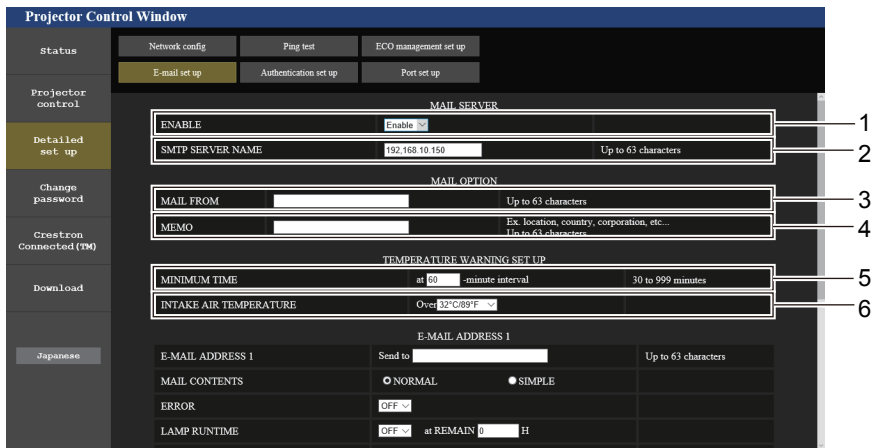 Projector Control Window
Status
Network config
Ping test
ECO management set up
E-mail set up
Authentication set up
Port set up
Projector
control
Detailed
set up
Change
password
Crestron
Connected(TM)
Download
Japanese
MAIL SERVER
ENABLE Enable 1
SMTP SERVER NAME 192,168.10.150 Up to 63 characters 2
MAIL OPTION
MAIL FROM Up to 63 characters 3
MEMO Ex. location, country, corporation, etc... 4
Up to 63 characters
TEMPERATURE WARNING SET UP
MINIMUM TIME at 60 -minute interval 30 to 999 minutes 5
INTAKE AIR TEMPERATURE Over 32°C/89°F 6
E-MAIL ADDRESS 1
E-MAIL ADDRESS 1 Send to Up to 63 characters
MAIL CONTENTS NORMAL SIMPLE
ERROR OFF
LAMP RUNTIME OFF at REMAIN 0 H